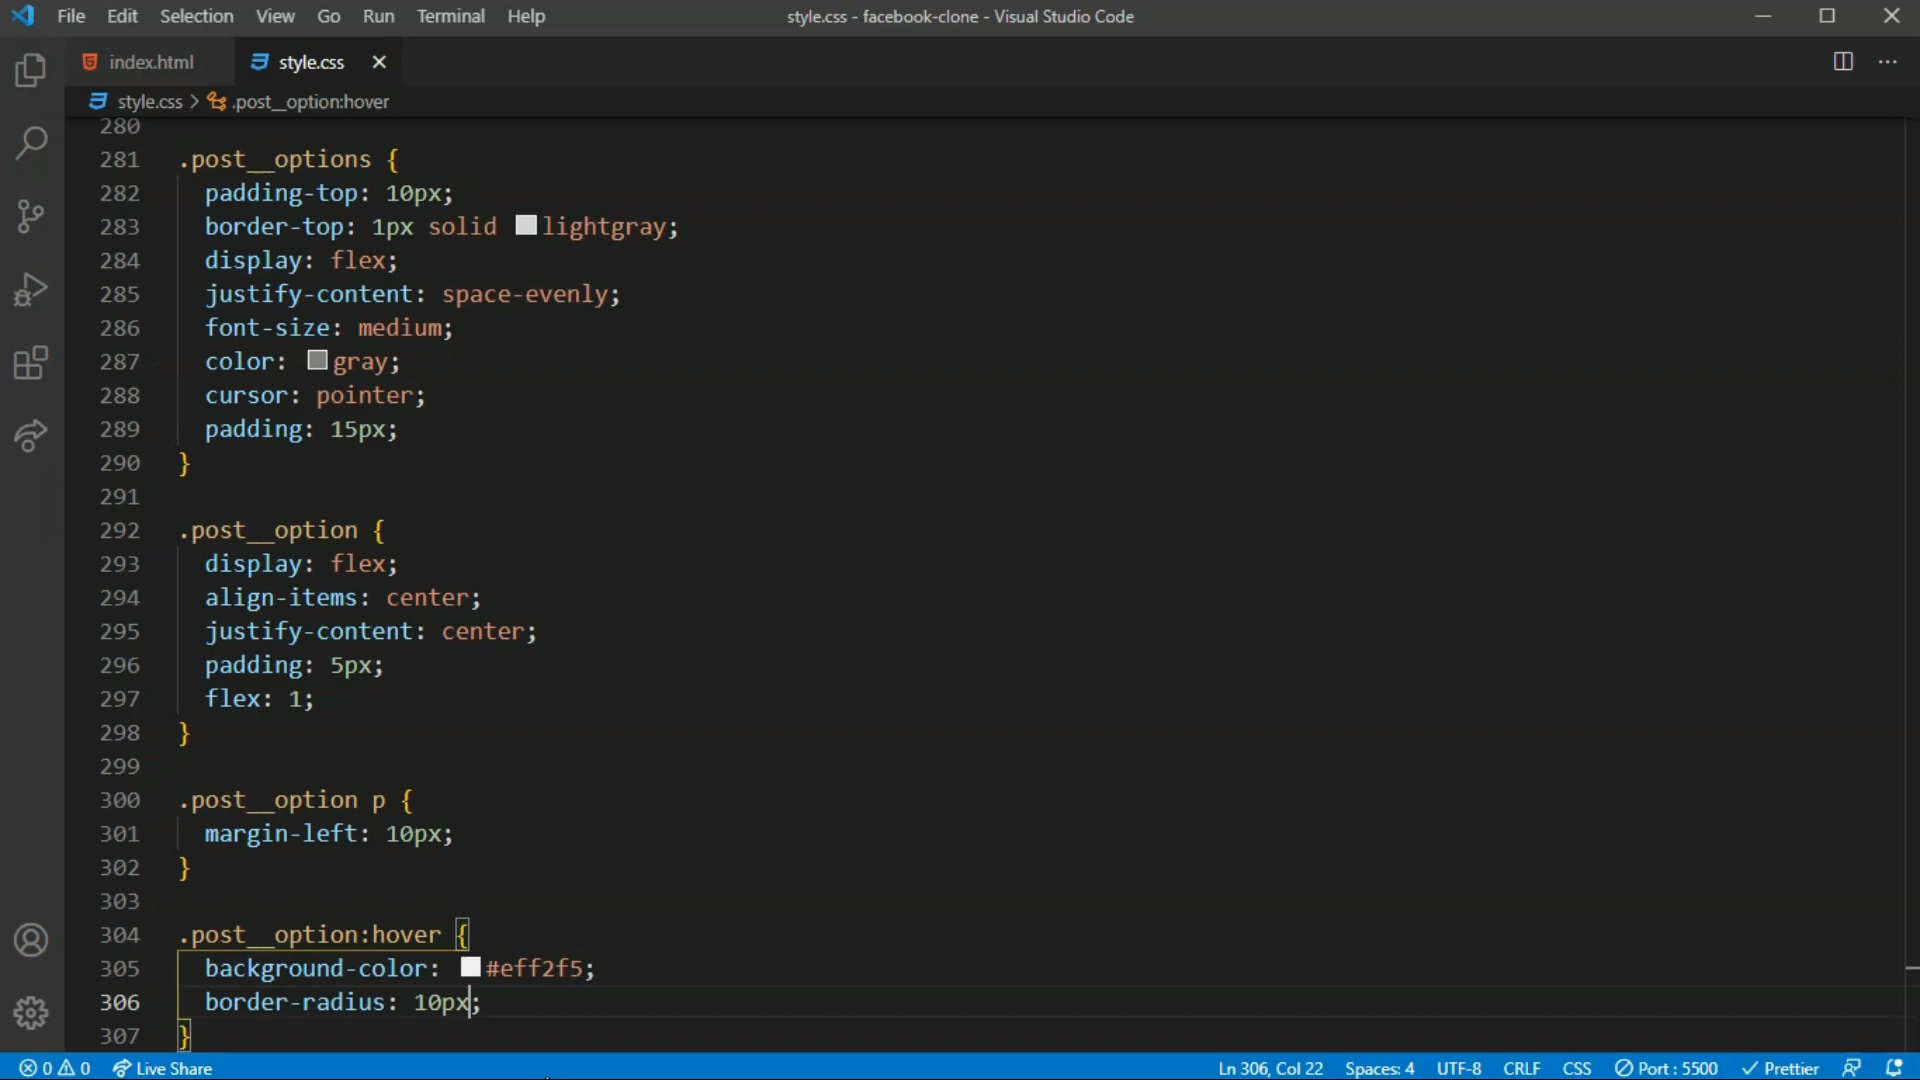 File Edit Selection View Go Run Terminal Help
style.css - facebook-clone - Visual Studio Code
index.html
style.css
style.css > .post__option:hover
280
281 .post__options {
282 padding-top: 10px;
283 border-top: 1px solid lightgray;
284 display: flex;
285 justify-content: space-evenly;
286 font-size: medium;
287 color: gray;
288 cursor: pointer;
289 padding: 15px;
290 }
291
292 .post__option {
293 display: flex;
294 align-items: center;
295 justify-content: center;
296 padding: 5px;
297 flex: 1;
298 }
299
300 .post__option p {
301 margin-left: 10px;
302 }
303
304 .post__option:hover {
305 background-color: #eff2f5;
306 border-radius: 10px;
307 }
0 0 Live Share Ln 306, Col 22 Spaces: 4 UTF-8 CRLF CSS Port : 5500 Prettier